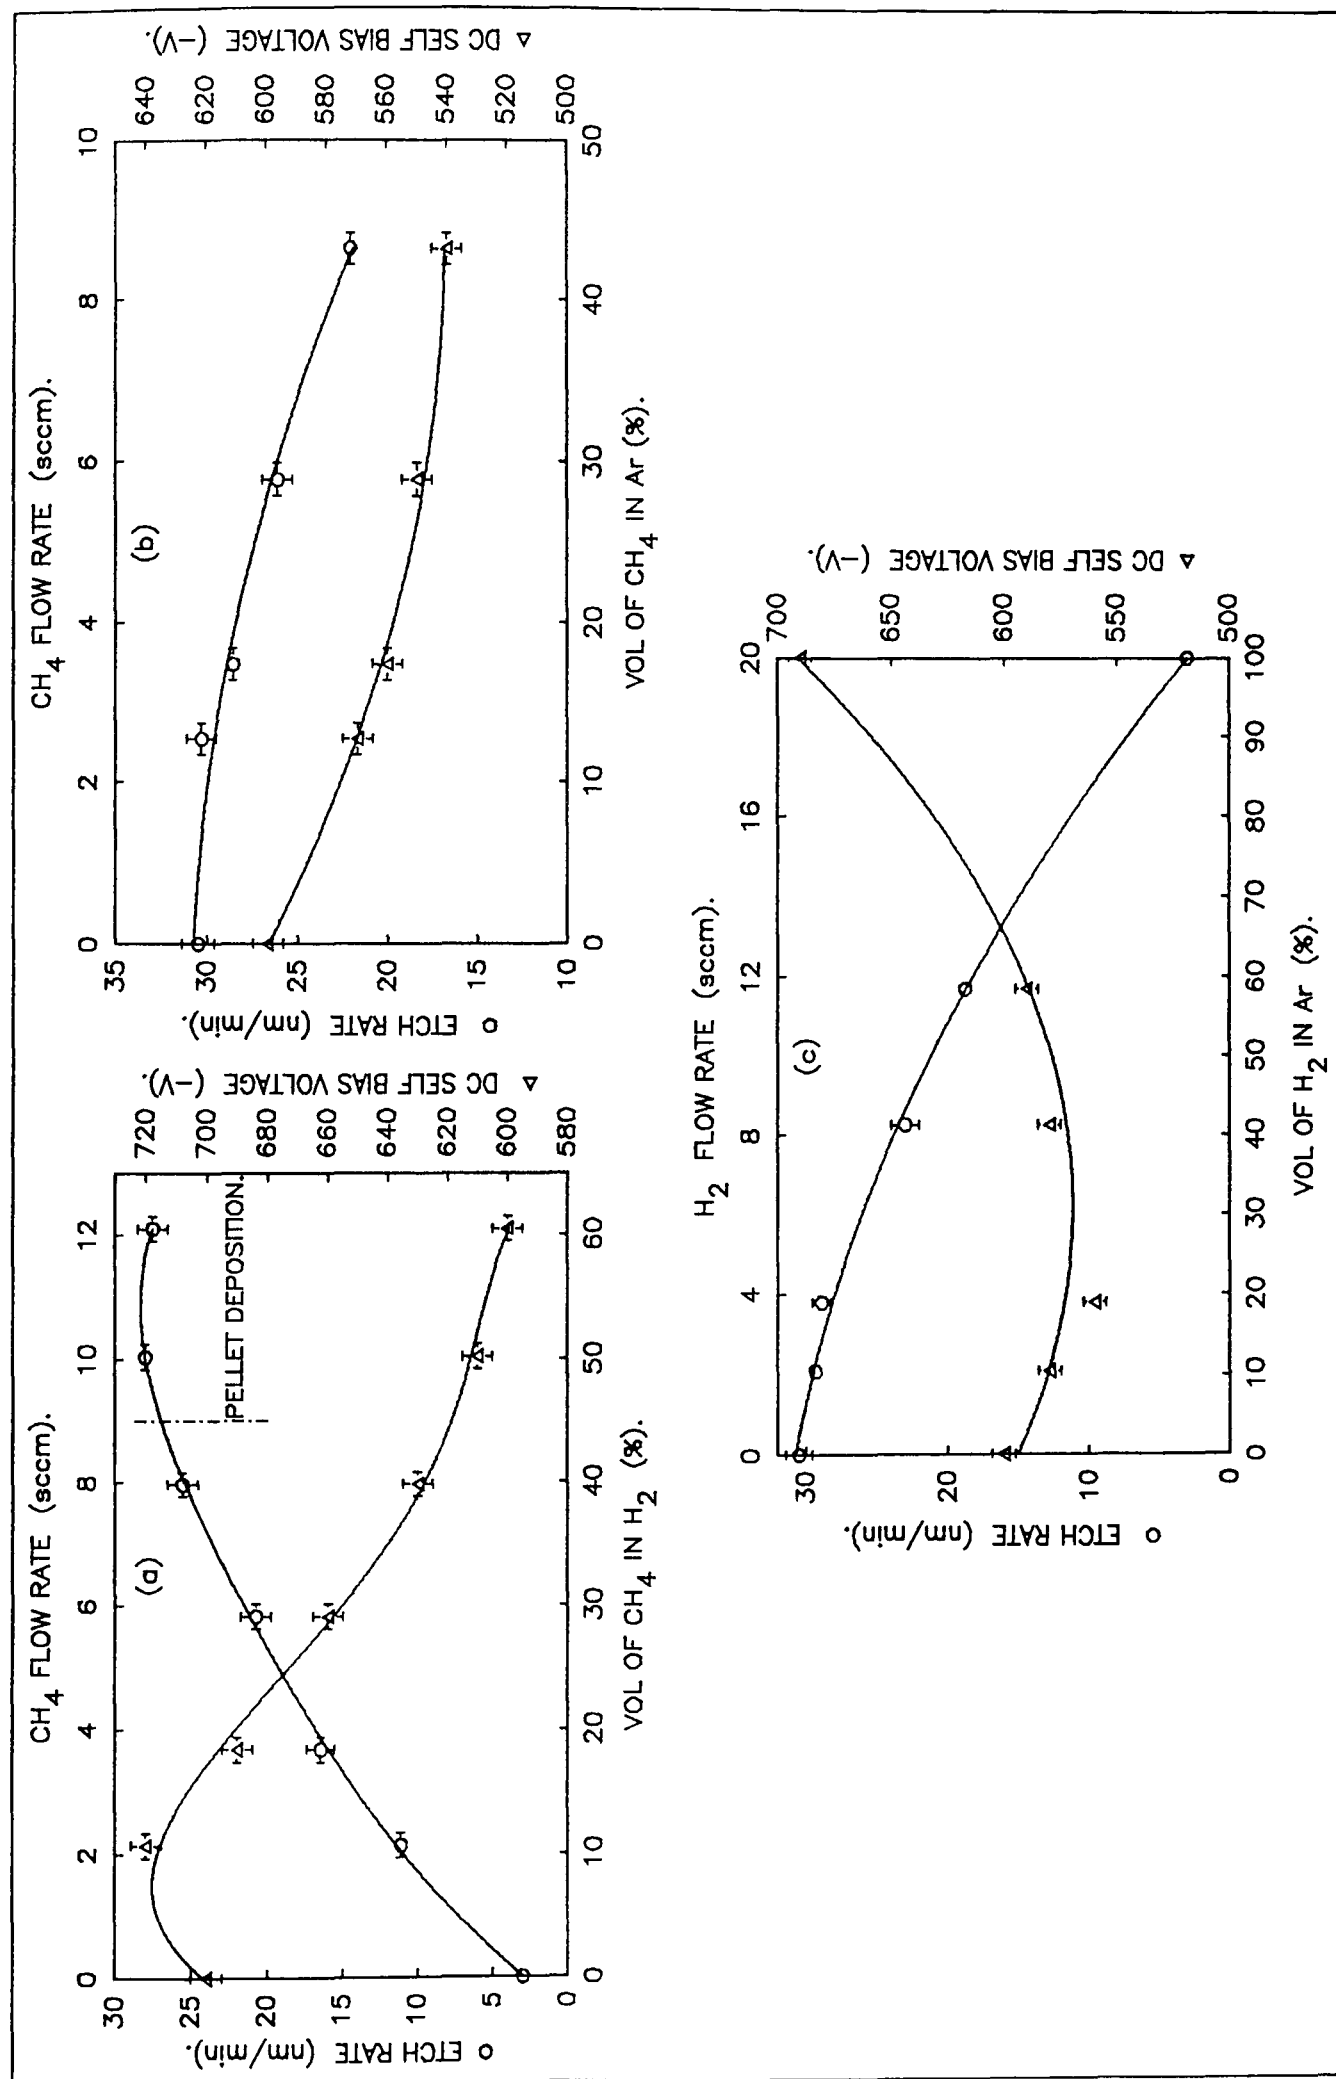 CH4 FLOW RATE (sccm).
0 2 4 6 8 10 12
(a)
PELLET DEPOSITION.
○ ETCH RATE (nm/min).
30
25
20
15
10
5
0
△ DC SELF BIAS VOLTAGE (−V).
720
700
680
660
640
620
600
580
0 10 20 30 40 50 60
VOL OF CH4 IN H2 (%).
CH4 FLOW RATE (sccm).
0 2 4 6 8 10
(b)
○ ETCH RATE (nm/min).
35
30
25
20
15
10
△ DC SELF BIAS VOLTAGE (−V).
640
620
600
580
560
540
520
500
0 10 20 30 40 50
VOL OF CH4 IN Ar (%).
H2 FLOW RATE (sccm).
0 4 8 12 16 20
(c)
○ ETCH RATE (nm/min).
30
20
10
0
△ DC SELF BIAS VOLTAGE (−V).
700
650
600
550
500
0 10 20 30 40 50 60 70 80 90 100
VOL OF H2 IN Ar (%).